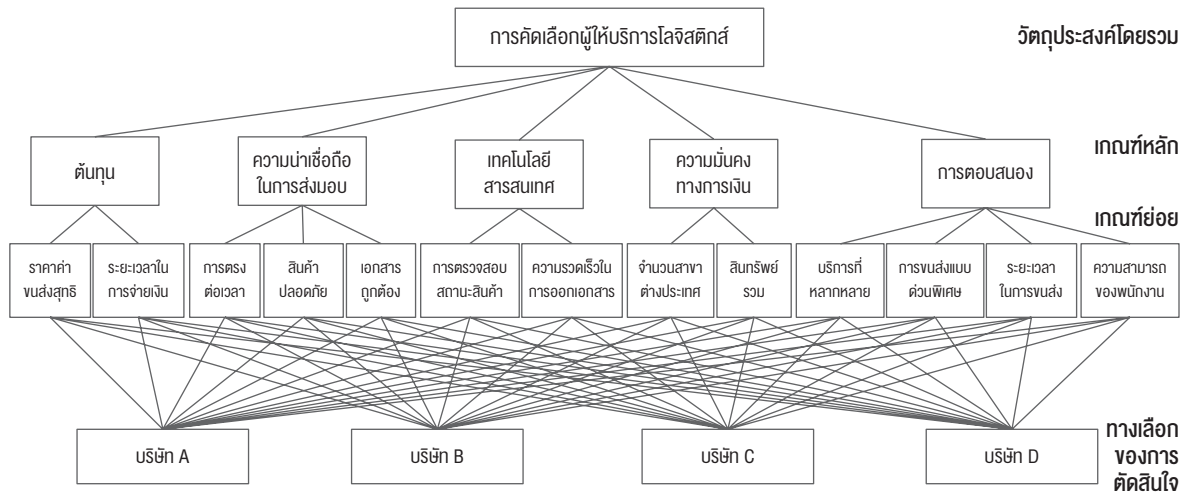 การคัดเลือกผู้ให้บริการโลจิสติกส์
วัตถุประสงค์โดยรวม
ต้นทุน
ความน่าเชื่อถือ
ในการส่งมอบ
เทคโนโลยี
สารสนเทศ
ความมั่นคง
ทางการเงิน
การตอบสนอง
เกณฑ์หลัก
เกณฑ์ย่อย
ราคาค่า
ขนส่งสุทธิ
ระยะเวลาใน
การจ่ายเงิน
การตรง
ต่อเวลา
สินค้า
ปลอดภัย
เอกสาร
ถูกต้อง
การตรวจสอบ
สถานะสินค้า
ความรวดเร็วใน
การออกเอกสาร
จำนวนสาขา
ต่างประเทศ
สินทรัพย์
รวม
บริการที่
หลากหลาย
การขนส่งแบบ
ด่วนพิเศษ
ระยะเวลา
ในการขนส่ง
ความสามารถ
ของพนักงาน
บริษัท A
บริษัท B
บริษัท C
บริษัท D
ทางเลือก
ของการ
ตัดสินใจ